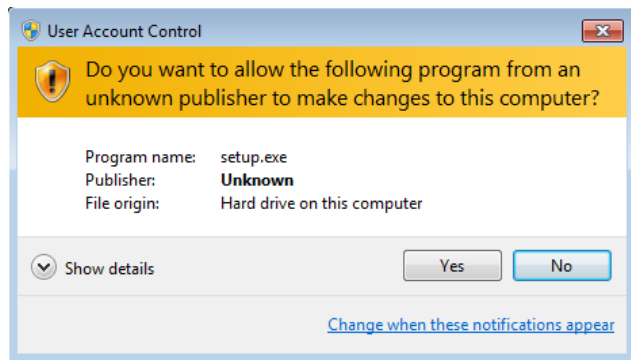 User Account Control
Do you want to allow the following program from an
unknown publisher to make changes to this computer?
Program name: setup.exe
Publisher: Unknown
File origin: Hard drive on this computer
Show details
Yes
No
Change when these notifications appear